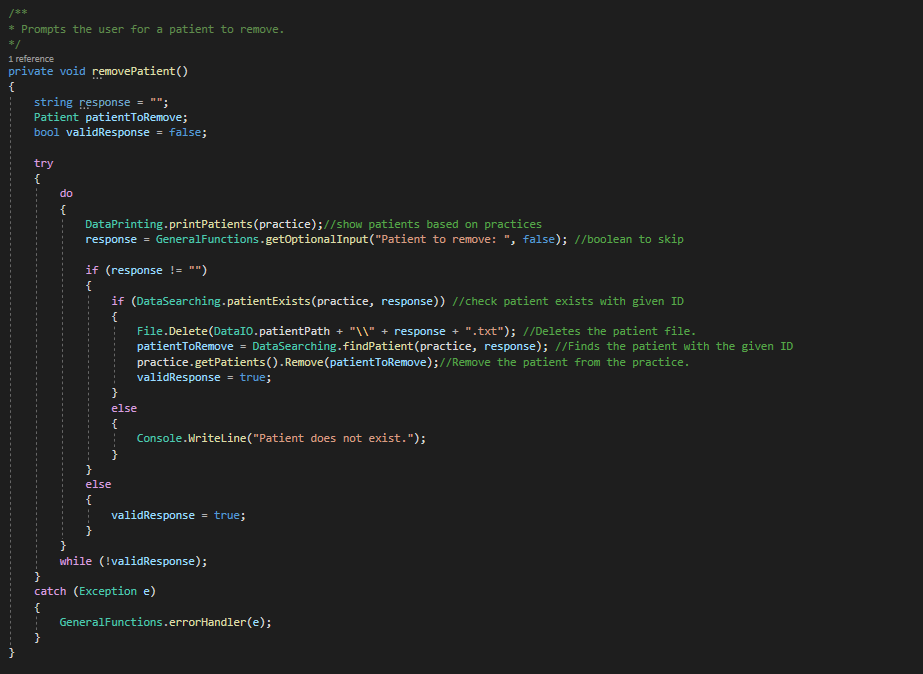 /**
* Prompts the user for a patient to remove.
*/
1 reference
private void removePatient()
{
string response = "";
Patient patientToRemove;
bool validResponse = false;
try
{
do
{
DataPrinting.printPatients(practice);//show patients based on practices
response = GeneralFunctions.getOptionalInput("Patient to remove: ", false); //boolean to skip
if (response != "")
{
if (DataSearching.patientExists(practice, response)) //check patient exists with given ID
{
File.Delete(DataIO.patientPath + "\\" + response + ".txt"); //Deletes the patient file.
patientToRemove = DataSearching.findPatient(practice, response); //Finds the patient with the given ID
practice.getPatients().Remove(patientToRemove);//Remove the patient from the practice.
validResponse = true;
}
else
{
Console.WriteLine("Patient does not exist.");
}
}
else
{
validResponse = true;
}
}
while (!validResponse);
}
catch (Exception e)
{
GeneralFunctions.errorHandler(e);
}
}